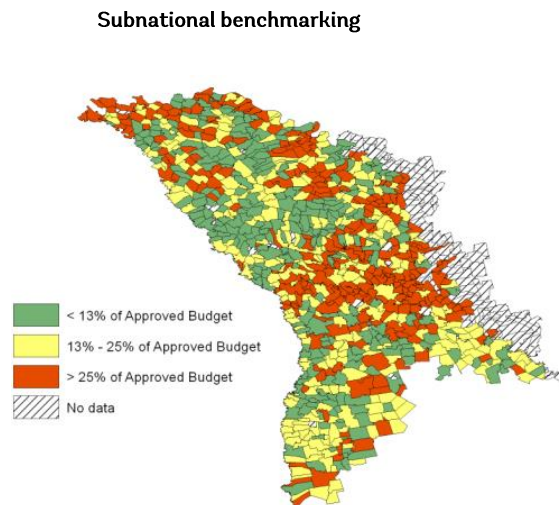 Subnational benchmarking
< 13% of Approved Budget
13% - 25% of Approved Budget
> 25% of Approved Budget
No data